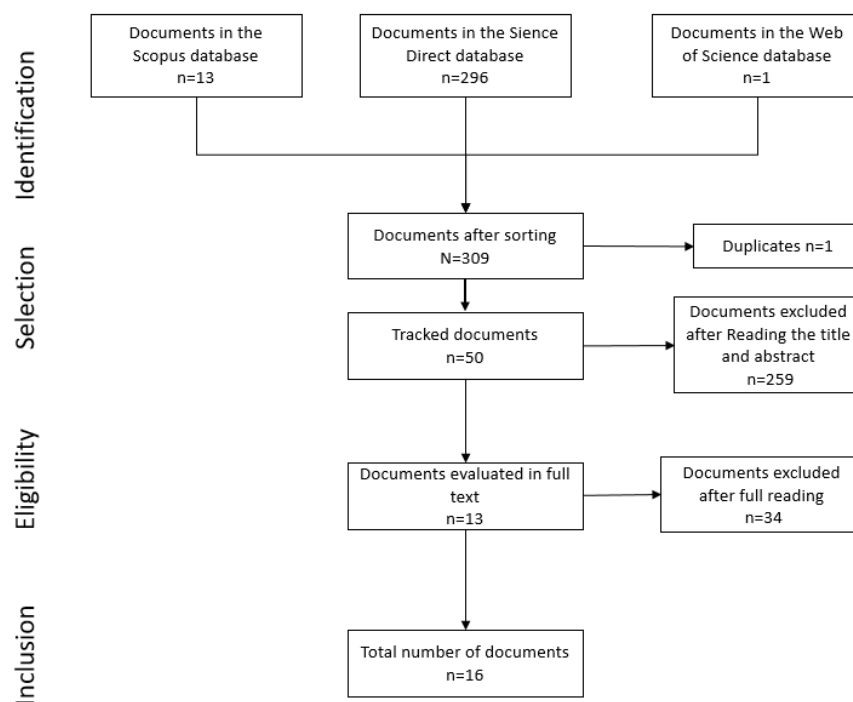 Identification
Documents in the
Scopus database
n=13
Documents in the Sience
Direct database
n=296
Documents in the Web
of Science database
n=1
Selection
Documents after sorting
N=309
Duplicates n=1
Tracked documents
n=50
Documents excluded
after Reading the title
and abstract
n=259
Eligibility
Documents evaluated in full
text
n=13
Documents excluded
after full reading
n=34
Inclusion
Total number of documents
n=16